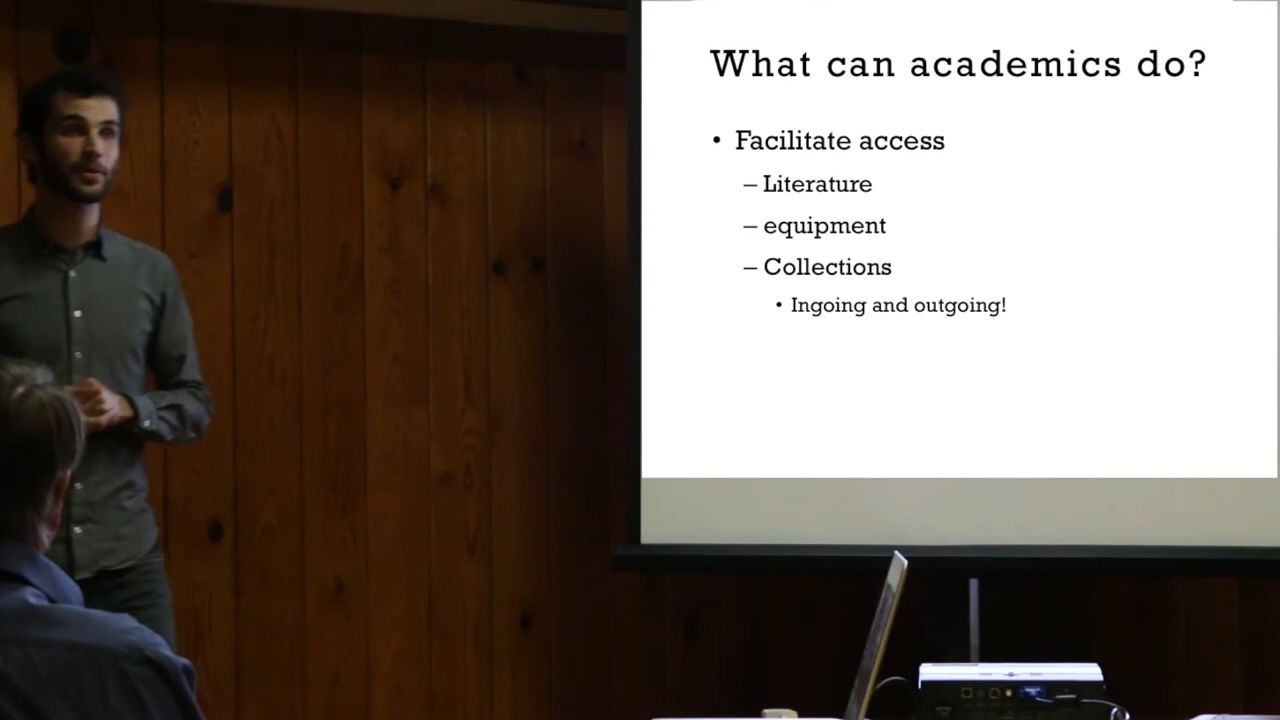 What can academics do?
• Facilitate access
– Literature
– equipment
– Collections
• Ingoing and outgoing!